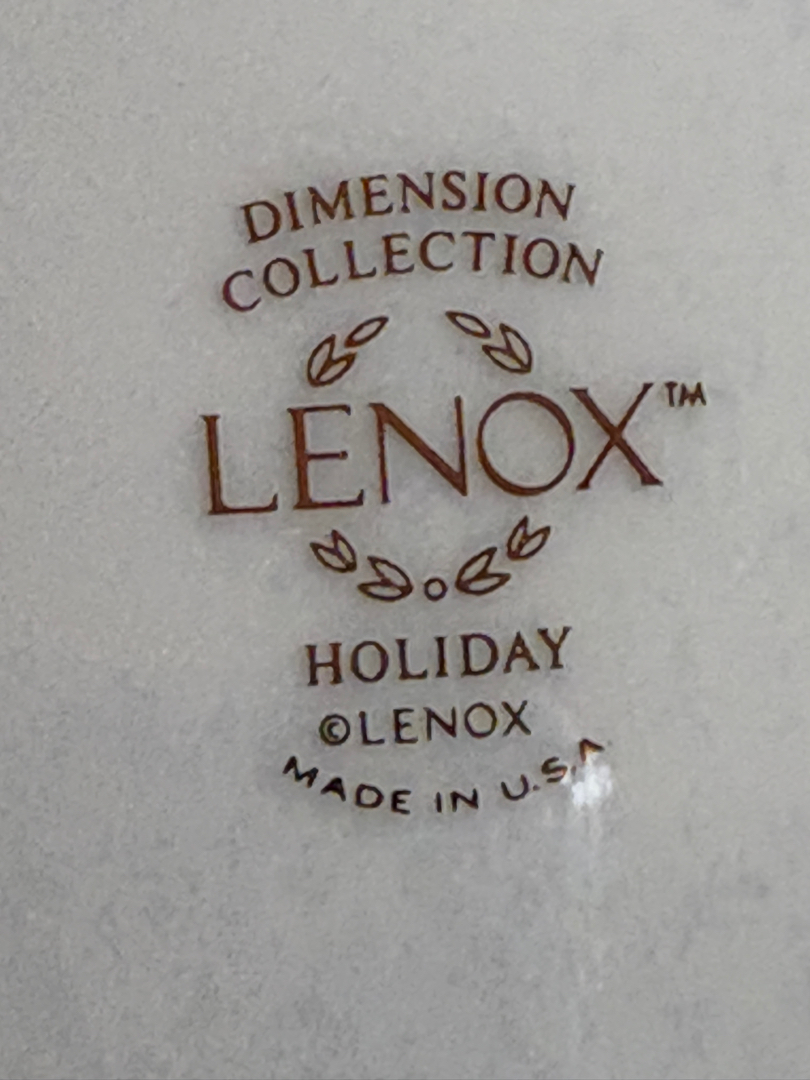 DIMENSION
COLLECTION
LENOX™
HOLIDAY
©LENOX
MADE IN U.S.A